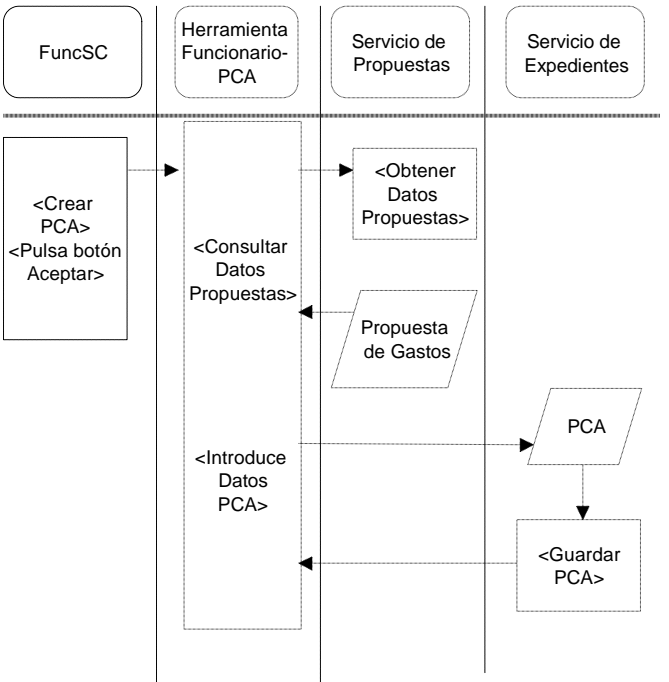 FuncSC
Herramienta
Funcionario-
PCA
Servicio de
Propuestas
Servicio de
Expedientes
<Crear
PCA>
<Pulsa botón
Aceptar>
<Consultar
Datos
Propuestas>
<Obtener
Datos
Propuestas>
Propuesta
de Gastos
<Introduce
Datos
PCA>
PCA
<Guardar
PCA>